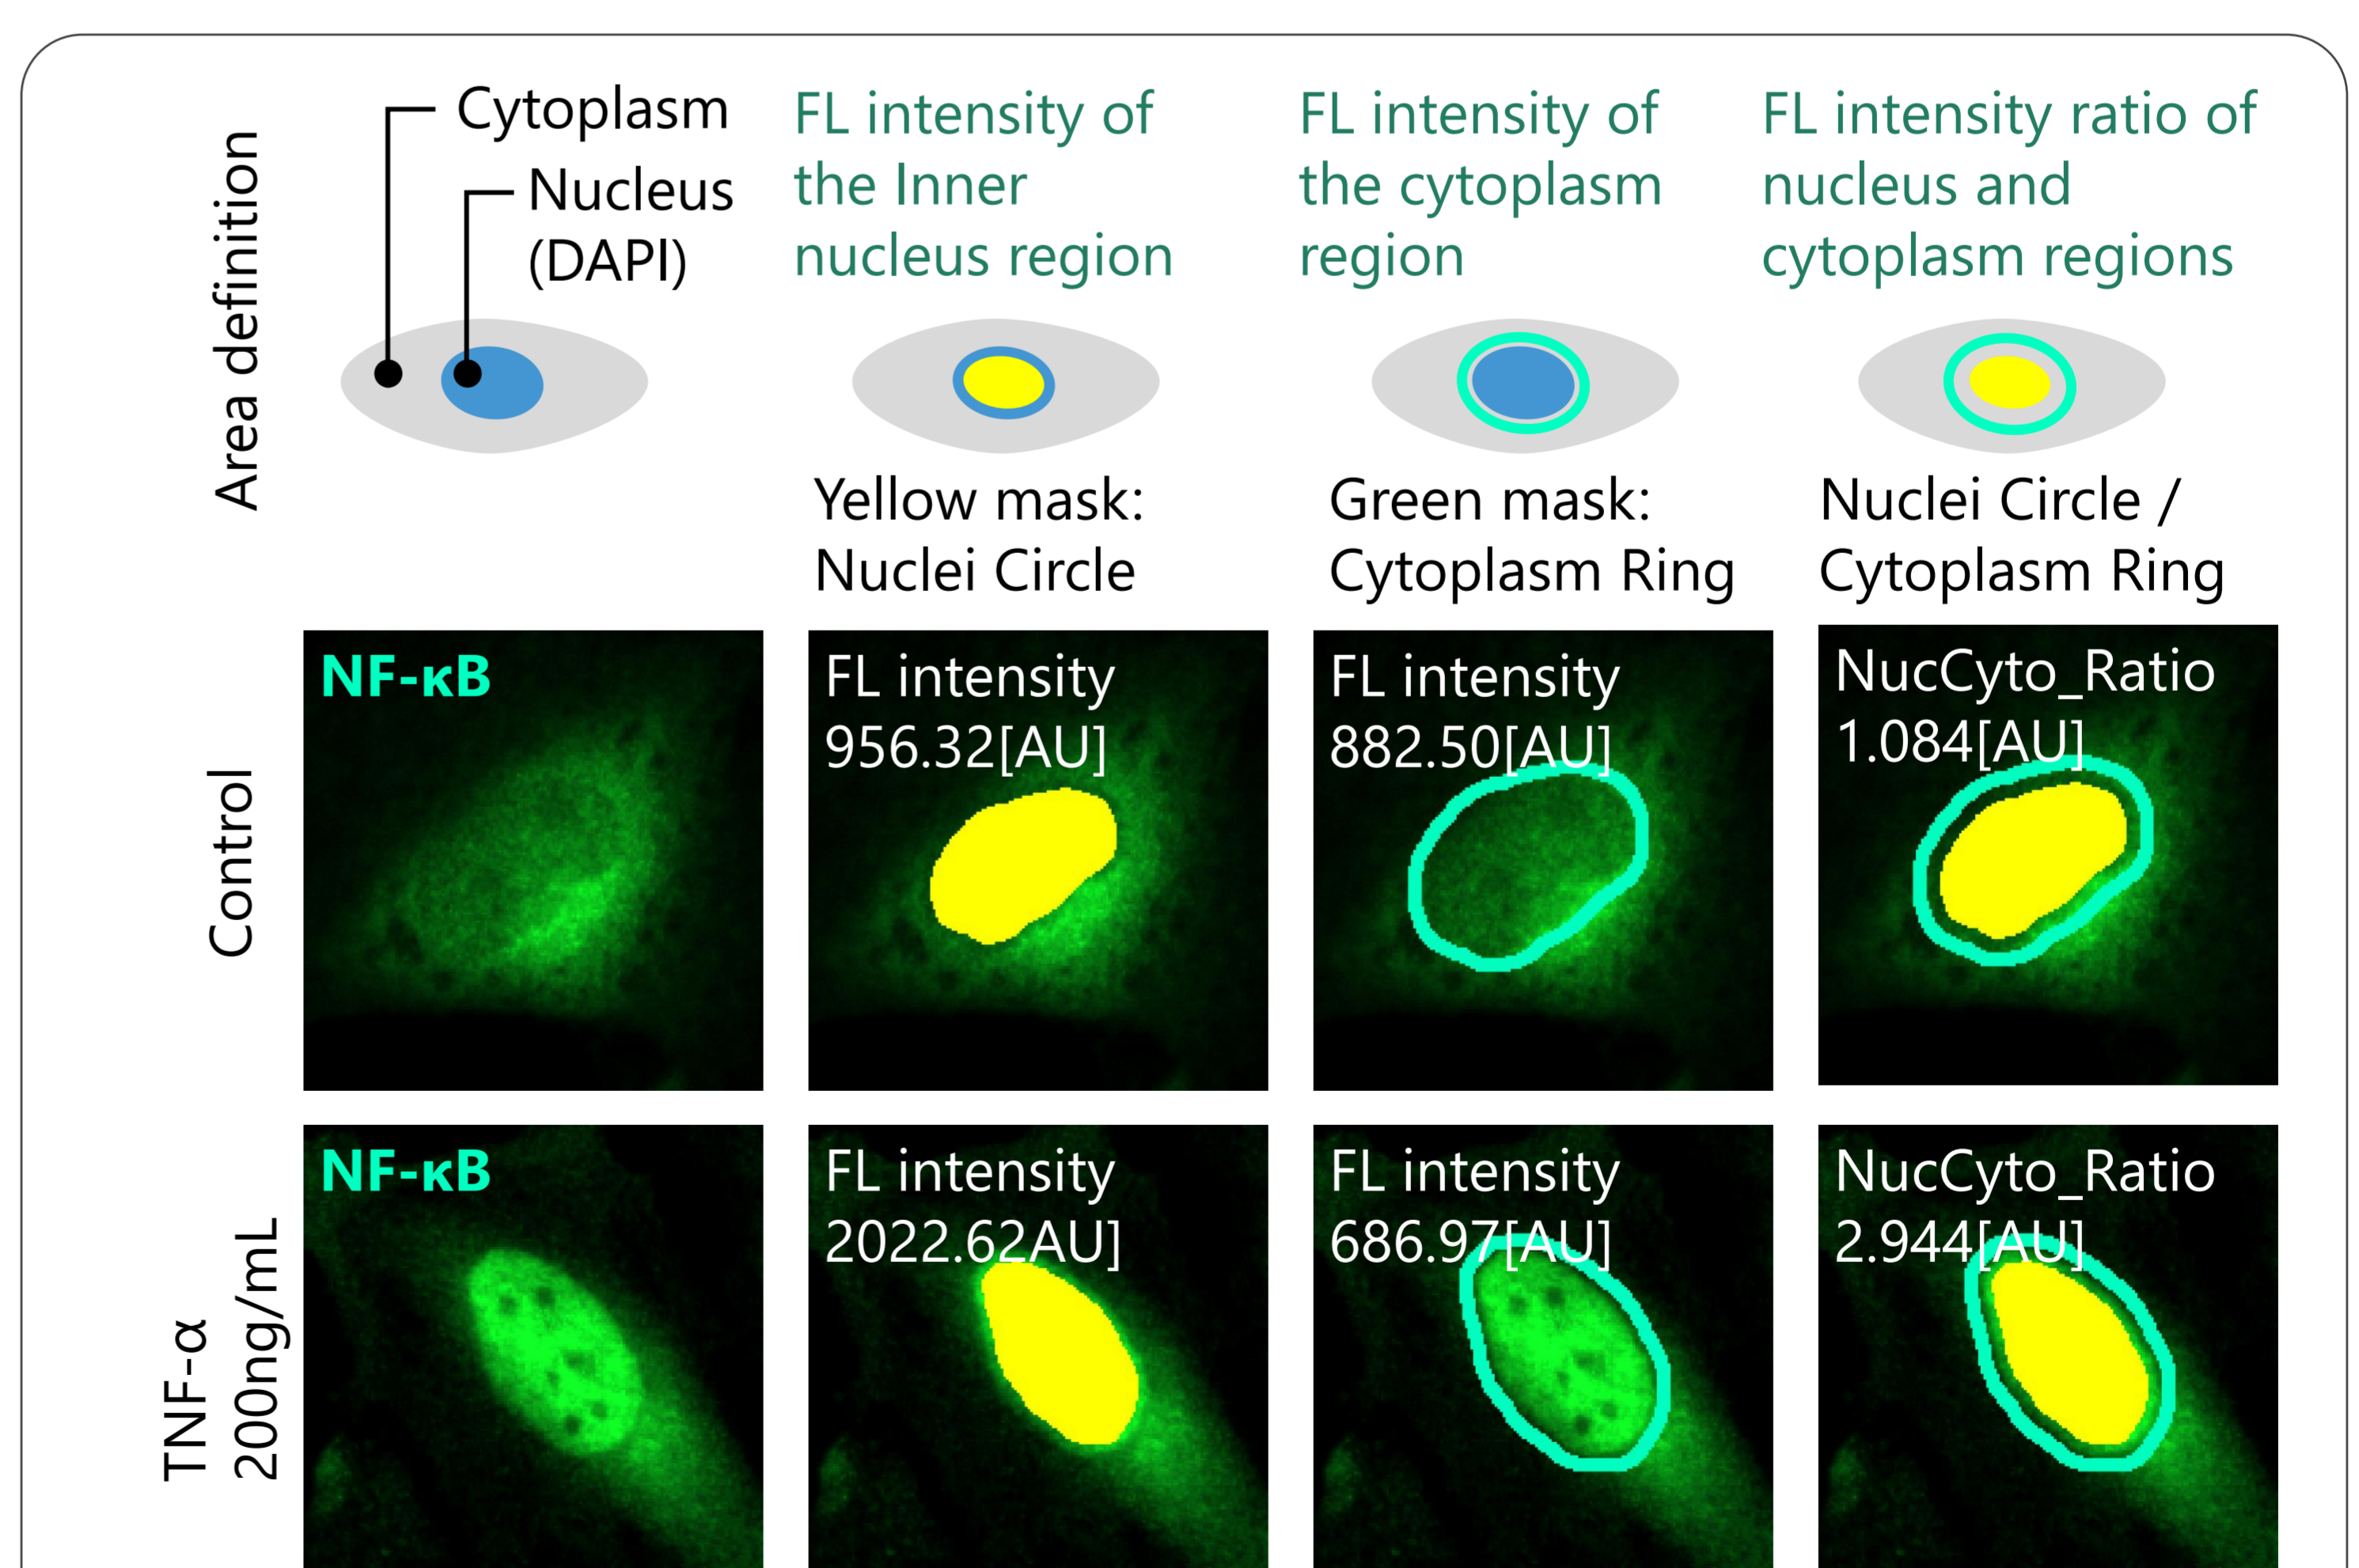 Area definition
Cytoplasm
Nucleus
(DAPI)
FL intensity of
the Inner
nucleus region
FL intensity of
the cytoplasm
region
FL intensity ratio of
nucleus and
cytoplasm regions
Yellow mask:
Nuclei Circle
Green mask:
Cytoplasm Ring
Nuclei Circle /
Cytoplasm Ring
Control
NF-κB
FL intensity
956.32[AU]
FL intensity
882.50[AU]
NucCyto_Ratio
1.084[AU]
TNF-α
200ng/mL
NF-κB
FL intensity
2022.62AU]
FL intensity
686.97[AU]
NucCyto_Ratio
2.944[AU]